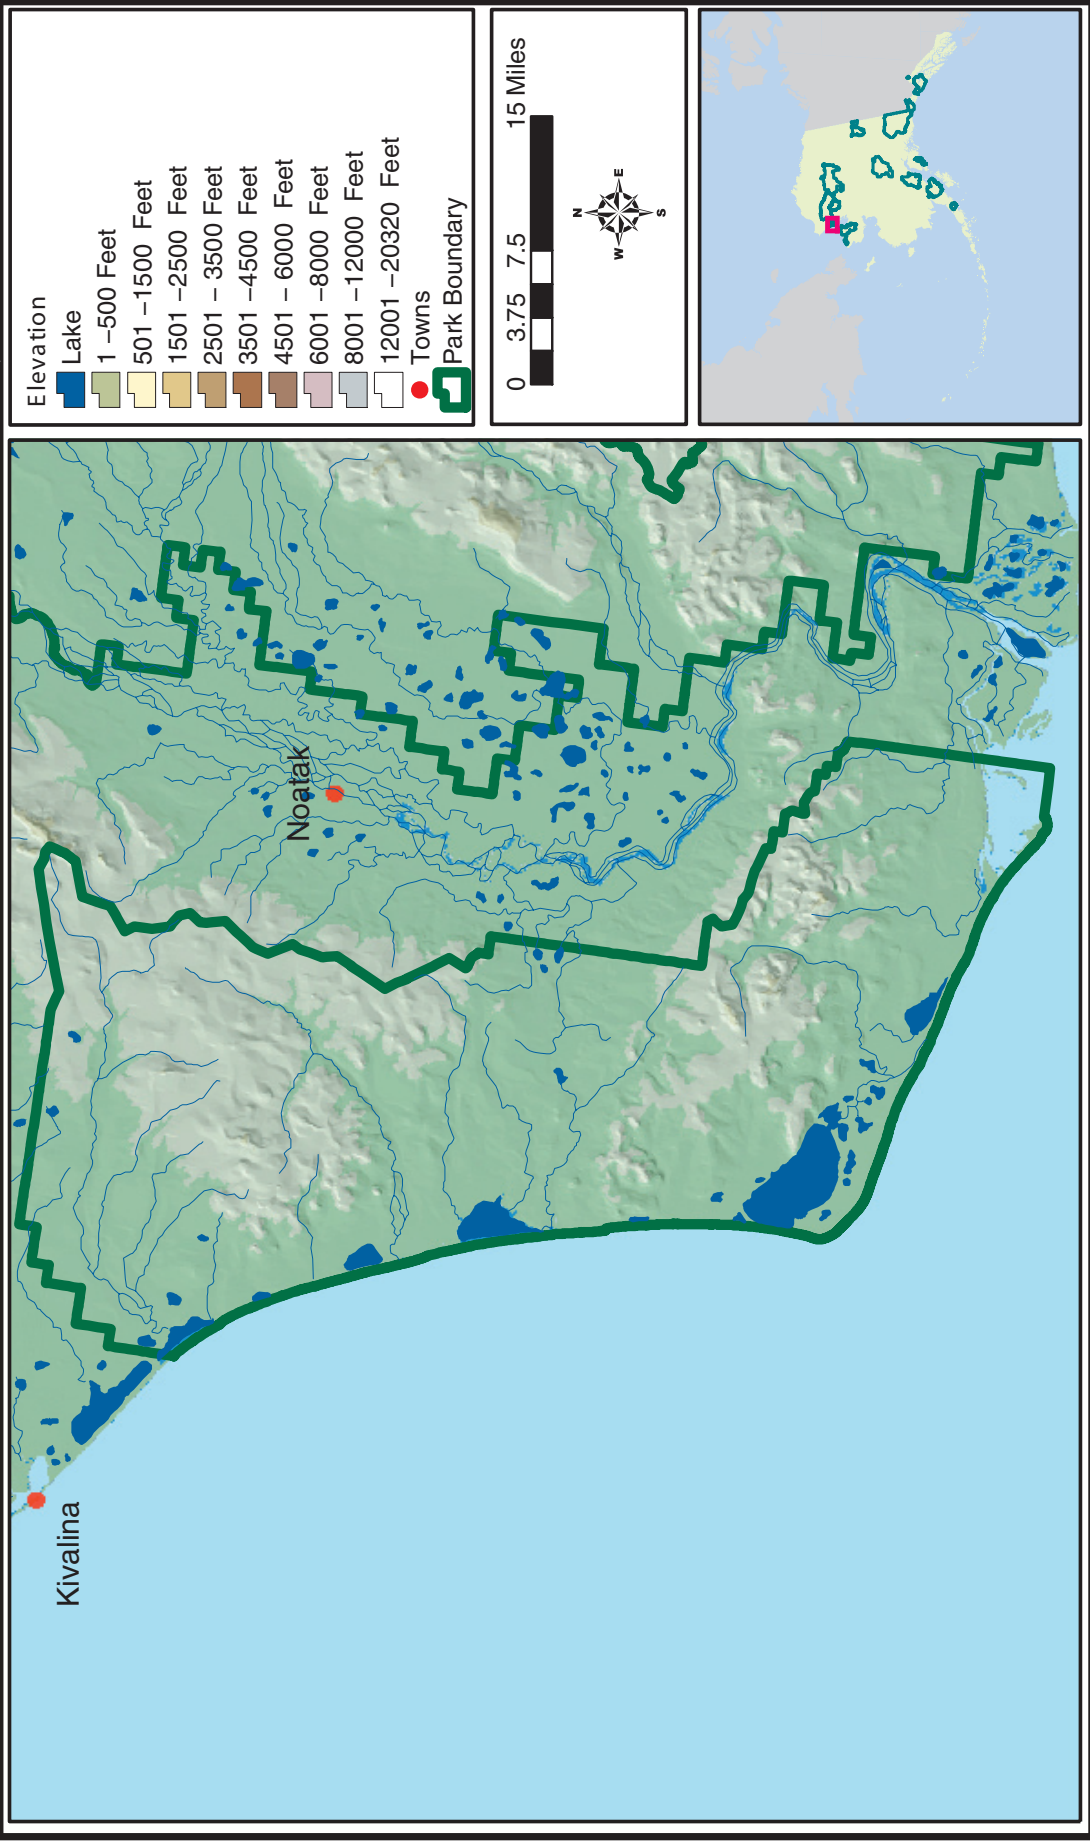 Elevation
Lake
1 –500 Feet
501 –1500 Feet
1501 –2500 Feet
2501 – 3500 Feet
3501 –4500 Feet
4501 – 6000 Feet
6001 –8000 Feet
8001 –12000 Feet
12001 –20320 Feet
Towns
Park Boundary
0 3.75 7.5 15 Miles
N
W E
S
Noatak
Kivalina